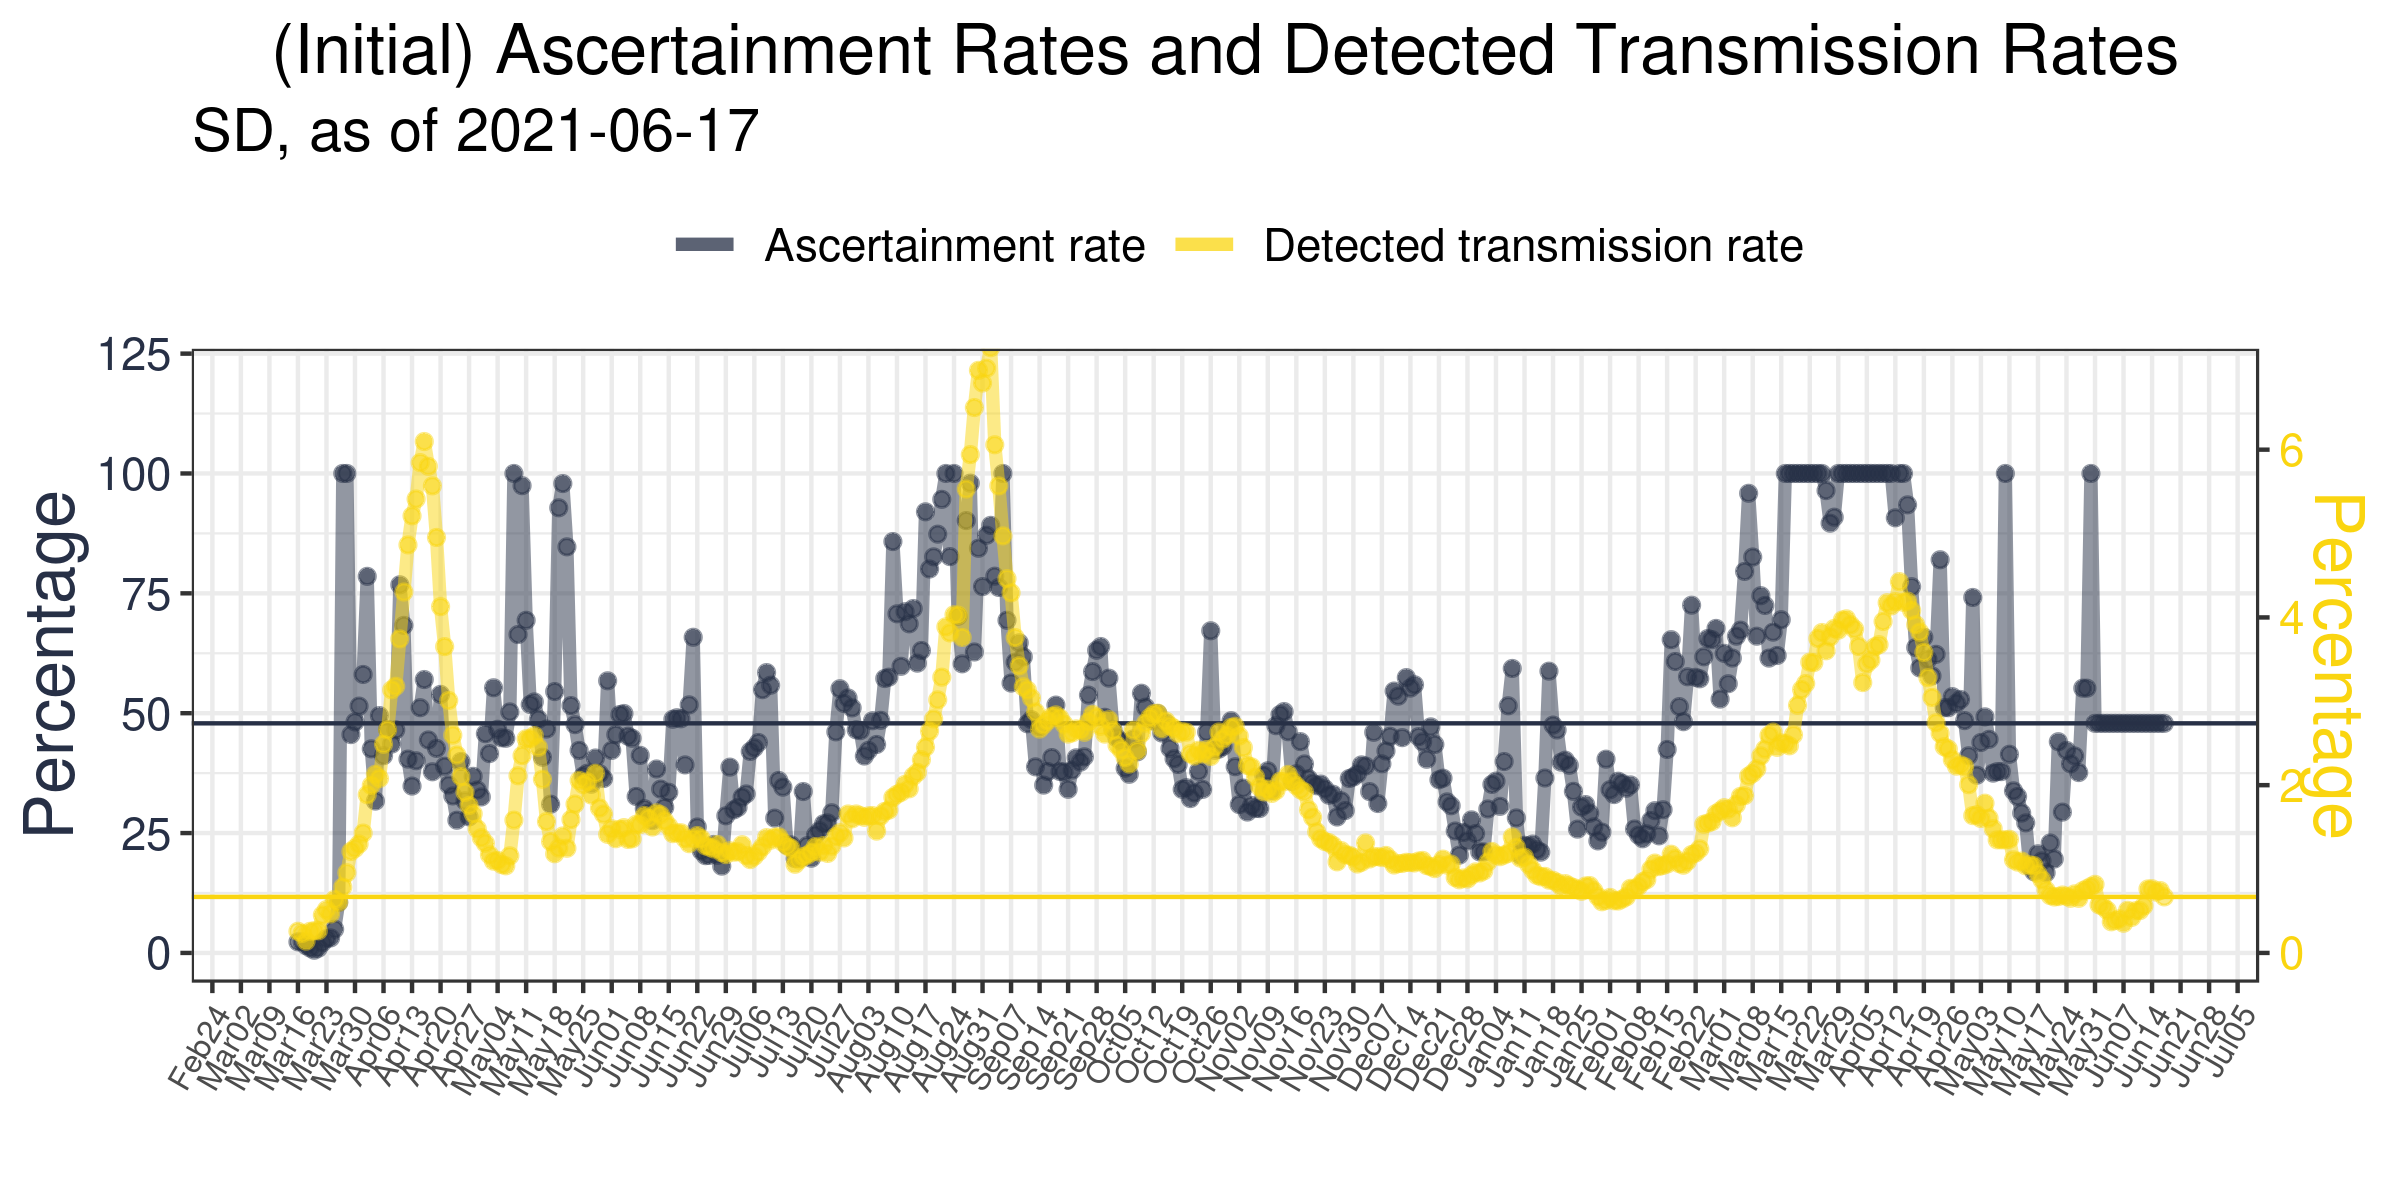 (Initial) Ascertainment Rates and Detected Transmission Rates
SD, as of 2021-06-17
Ascertainment rate
Detected transmission rate
125
100
75
50
25
0
Percentage
6
4
2
0
Percentage
Feb24
Mar02
Mar09
Mar16
Mar23
Mar30
Apr06
Apr13
Apr20
Apr27
May04
May11
May18
May25
Jun01
Jun08
Jun15
Jun22
Jun29
Jul06
Jul13
Jul20
Jul27
Aug03
Aug10
Aug17
Aug24
Aug31
Sep07
Sep14
Sep21
Sep28
Oct05
Oct12
Oct19
Oct26
Nov02
Nov09
Nov16
Nov23
Nov30
Dec07
Dec14
Dec21
Dec28
Jan04
Jan11
Jan18
Jan25
Feb01
Feb08
Feb15
Feb22
Mar01
Mar08
Mar15
Mar22
Mar29
Apr05
Apr12
Apr19
Apr26
May03
May10
May17
May24
May31
Jun07
Jun14
Jun21
Jun28
Jul05